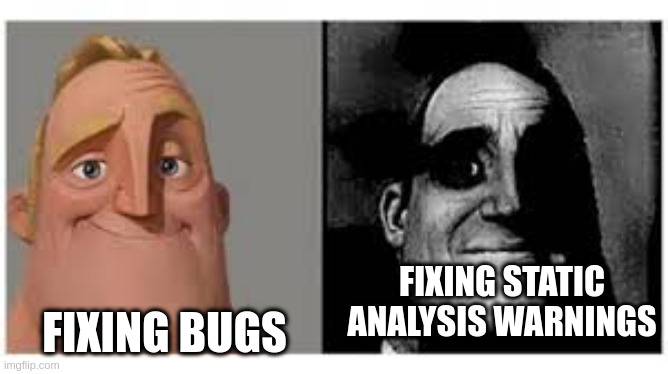 FIXING BUGS
FIXING STATIC
ANALYSIS WARNINGS
imgflip.com